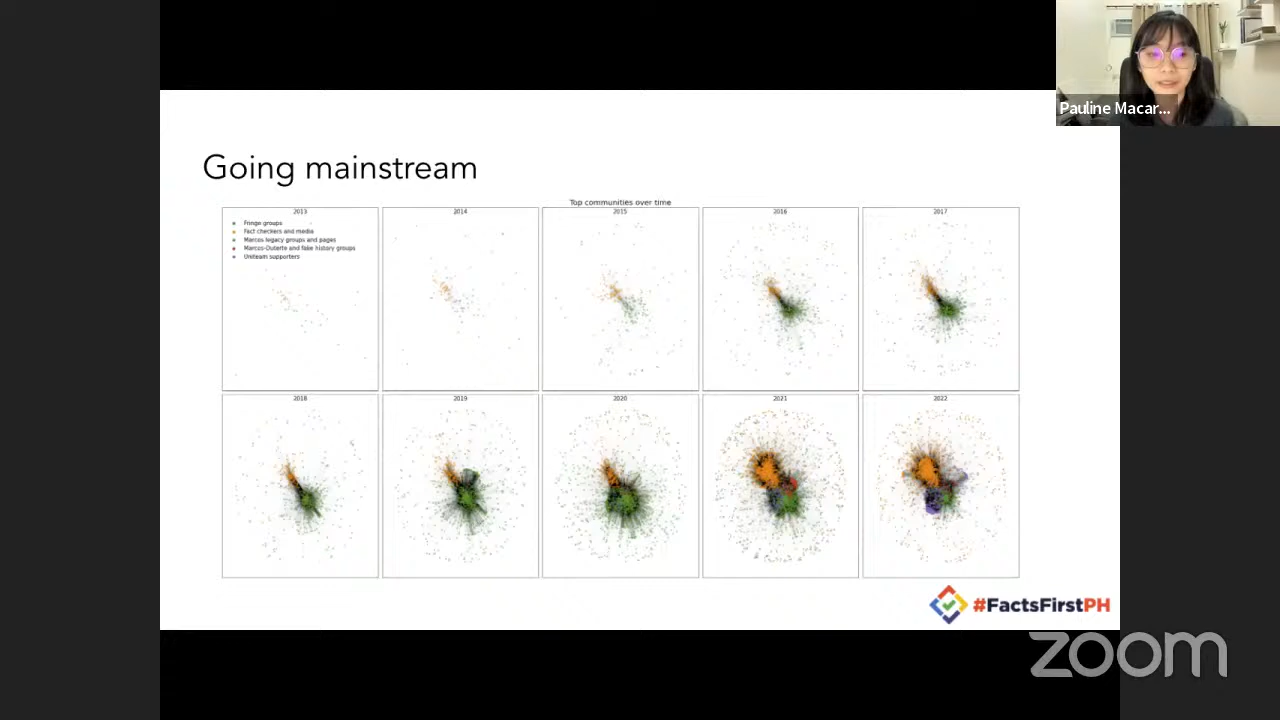 Pauline Macar...
Going mainstream
Top communities over time
2013
2014
2015
2016
2017
Fringe groups
Fact checkers and media
Marcos legacy groups and pages
Marcos-Duterte and fake history groups
Uniteam supporters
2018
2019
2020
2021
2022
#FactsFirstPH
zoom